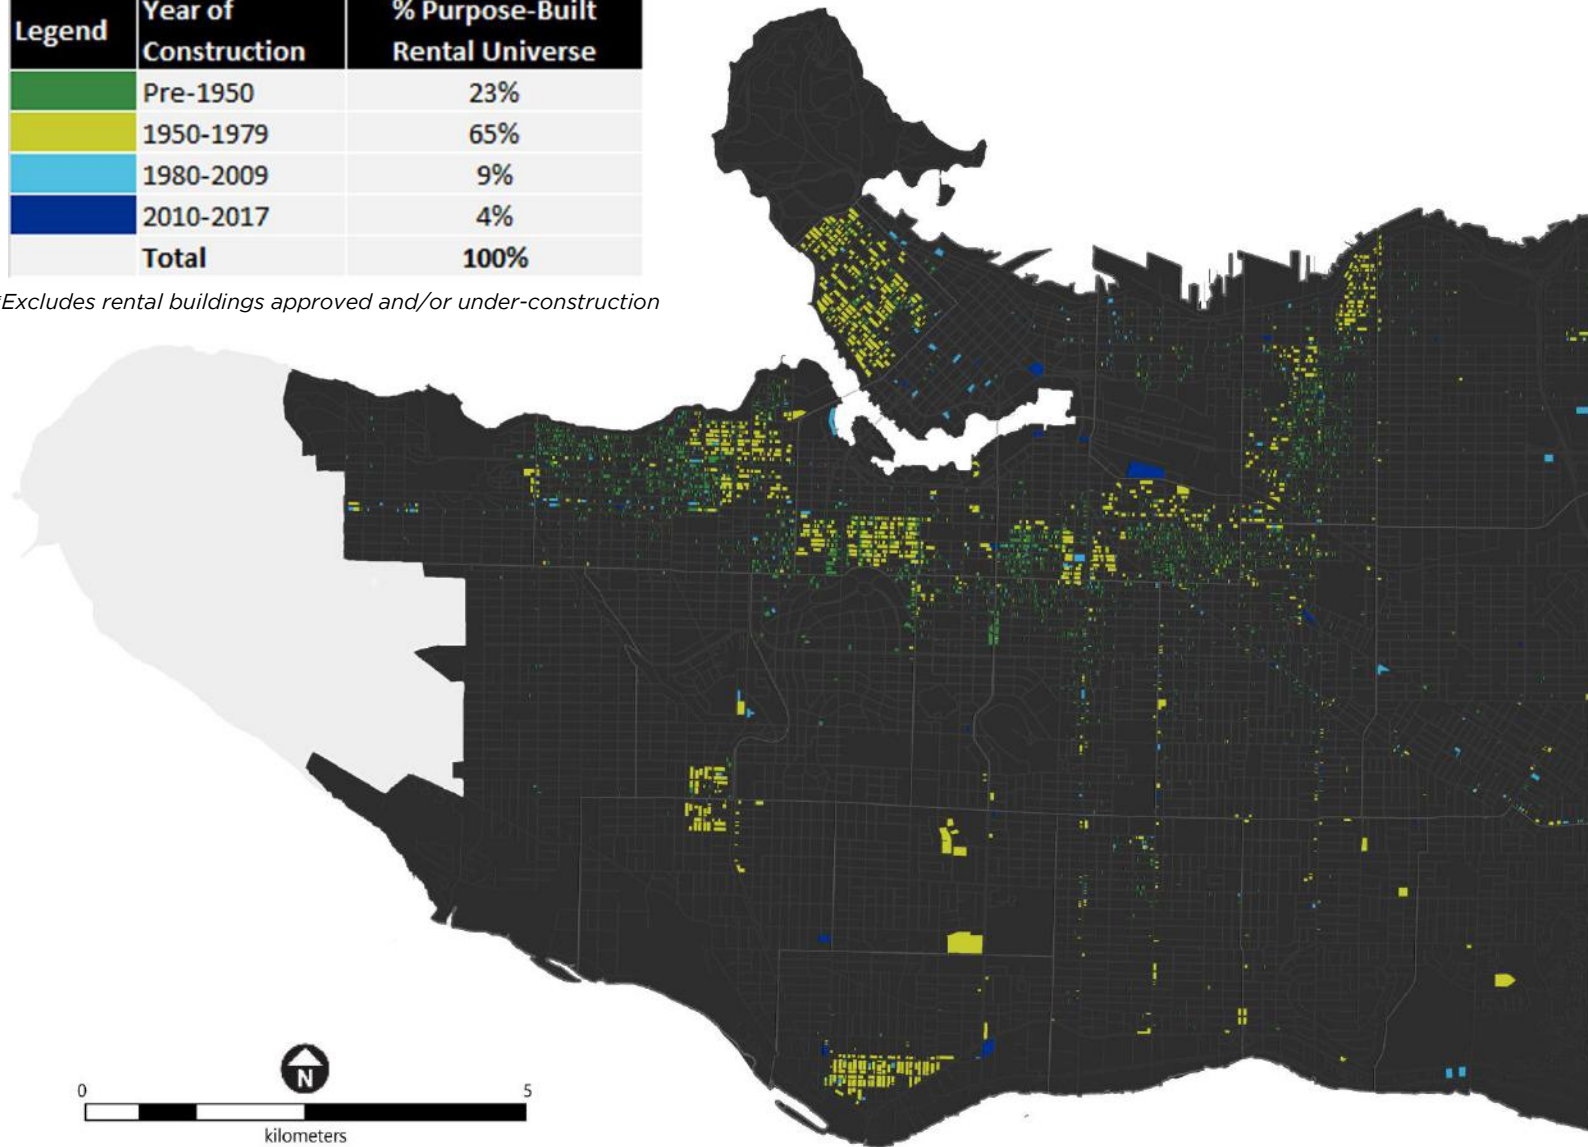 Legend Year of Construction % Purpose-Built Rental Universe
Pre-1950 23%
1950-1979 65%
1980-2009 9%
2010-2017 4%
Total 100%
*Excludes rental buildings approved and/or under-construction
N
0 5
kilometers